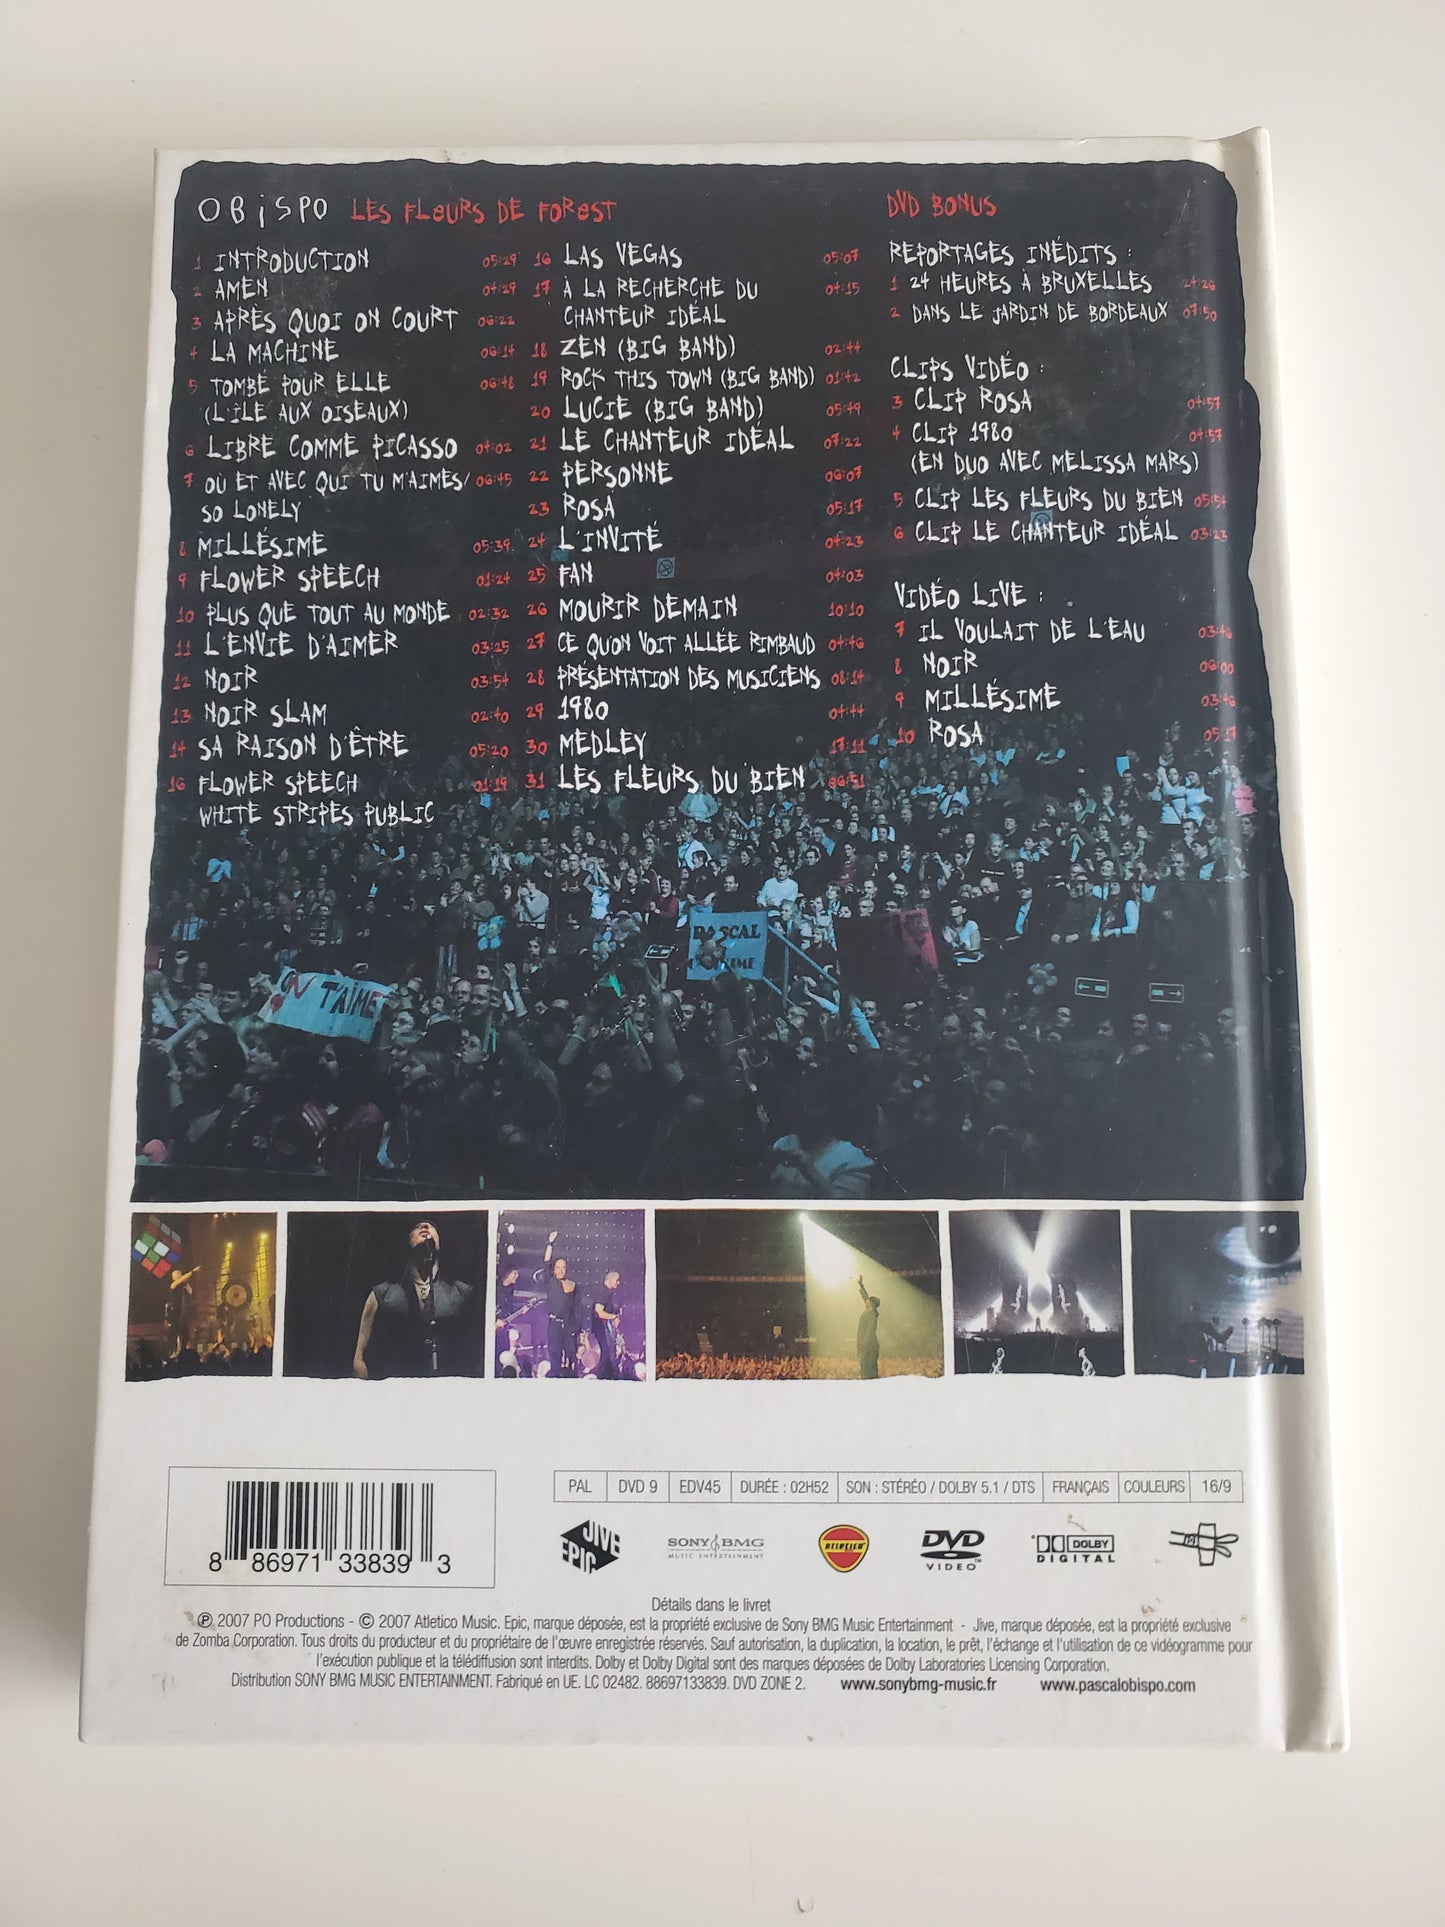 OBiSPO LES FLEURS DE FOREST
1 INTRODUCTION 05:29
2 AMEN 04:29
3 APRÈS QUOI ON COURT 06:22
4 LA MACHINE 06:14
5 TOMBÉ POUR ELLE 06:48
(L'ÎLE AUX OISEAUX)
6 LIBRE COMME PICASSO 04:02
7 OÙ ET AVEC QUI TU M'AIMES/ 06:45
SO LONELY
8 MILLÉSIME 05:39
9 FLOWER SPEECH 01:24
10 PLUS QUE TOUT AU MONDE 02:32
11 L'ENVIE D'AIMER 03:25
12 NOIR 03:54
13 NOIR SLAM 02:40
14 SA RAISON D'ÊTRE 05:20
16 FLOWER SPEECH 01:19
WHITE STRIPES PUBLIC
16 LAS VEGAS 05:07
17 À LA RECHERCHE DU 04:15
CHANTEUR IDÉAL
18 ZEN (BIG BAND) 02:44
19 ROCK THIS TOWN (BIG BAND) 01:42
20 LUCIE (BIG BAND) 05:49
21 LE CHANTEUR IDÉAL 07:22
22 PERSONNE 06:07
23 ROSA 05:17
24 L'INVITÉ 04:23
25 FAN 04:03
26 MOURIR DEMAIN 10:10
27 CE QU'ON VOIT ALLÉE RIMBAUD 04:46
28 PRÉSENTATION DES MUSICIENS 08:14
29 1980 04:44
30 MEDLEY 17:11
31 LES FLEURS DU BIEN 06:51
DVD BONUS
REPORTAGES INÉDITS :
1 24 HEURES À BRUXELLES 24:26
2 DANS LE JARDIN DE BORDEAUX 07:50
CLIPS VIDÉO :
3 CLIP ROSA 04:57
4 CLIP 1980 04:57
(EN DUO AVEC MELISSA MARS)
5 CLIP LES FLEURS DU BIEN 05:54
6 CLIP LE CHANTEUR IDÉAL 03:23
VIDÉO LIVE :
7 IL VOULAIT DE L'EAU 03:46
8 NOIR 06:00
9 MILLÉSIME 03:46
10 ROSA 05:17
PASCAL
T'AIME
PAL DVD 9 EDV45 DURÉE : 02H52 SON : STÉRÉO / DOLBY 5.1 / DTS FRANÇAIS COULEURS 16/9
8 86971 33839 3
JIVE
EPIC
SONY BMG
MUSIC ENTERTAINMENT
ATLETICO
DVD
VIDEO
DOLBY
DIGITAL
Détails dans le livret
℗ 2007 PO Productions - © 2007 Atletico Music. Epic, marque déposée, est la propriété exclusive de Sony BMG Music Entertainment - Jive, marque déposée, est la propriété exclusive
de Zomba Corporation. Tous droits du producteur et du propriétaire de l'œuvre enregistrée réservés. Sauf autorisation, la duplication, la location, le prêt, l'échange et l'utilisation de ce vidéogramme pour
l'exécution publique et la télédiffusion sont interdits. Dolby et Dolby Digital sont des marques déposées de Dolby Laboratories Licensing Corporation.
Distribution SONY BMG MUSIC ENTERTAINMENT. Fabriqué en UE. LC 02482. 88697133839. DVD ZONE 2. www.sonybmg-music.fr www.pascalobispo.com